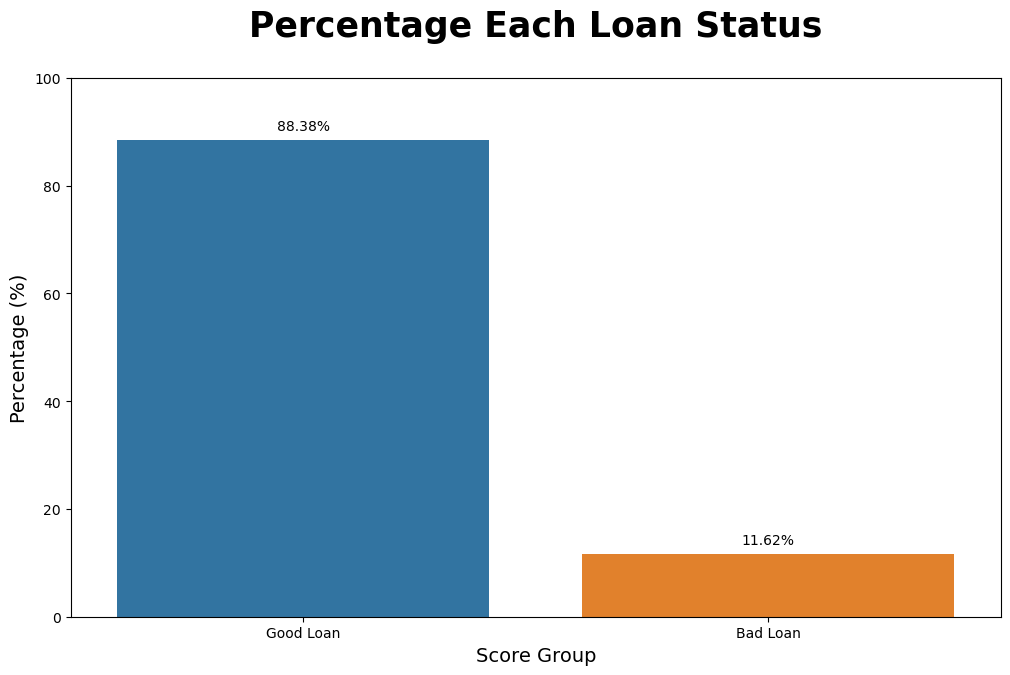 Percentage Each Loan Status
100
80
60
40
20
0
Percentage (%)
88.38%
11.62%
Good Loan
Bad Loan
Score Group